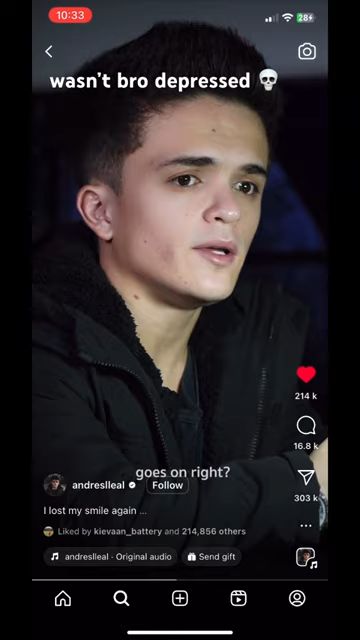 10:33
28
wasn't bro depressed 💀
214 k
16.8 k
303 k
goes on right?
andreslleal
Follow
I lost my smile again ...
Liked by kievaan_battery and 214,856 others
andreslleal • Original audio
Send gift